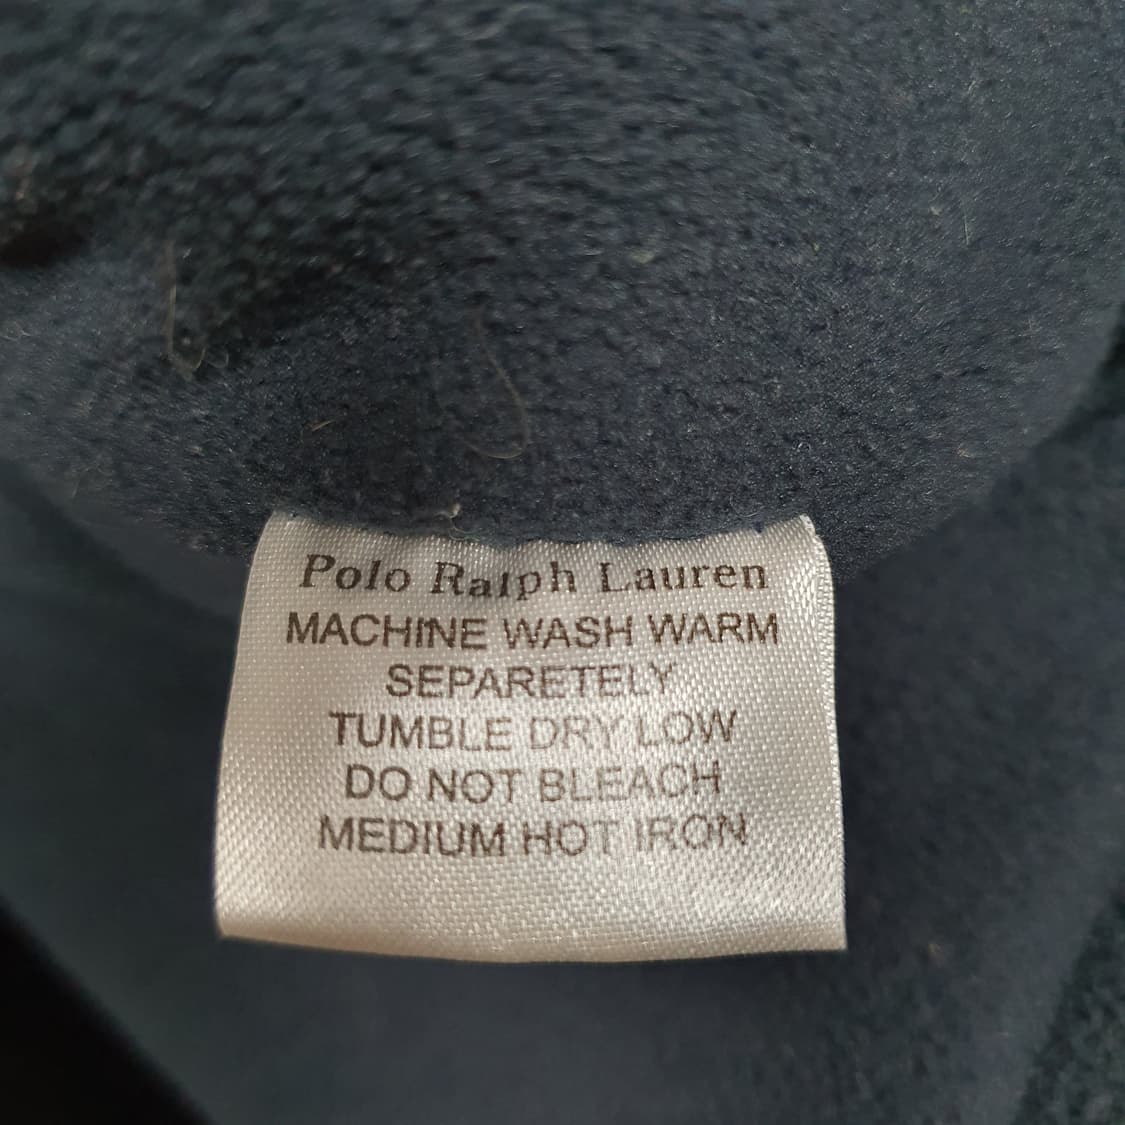 Polo Ralph Lauren
MACHINE WASH WARM
SEPARETELY
TUMBLE DRY LOW
DO NOT BLEACH
MEDIUM HOT IRON